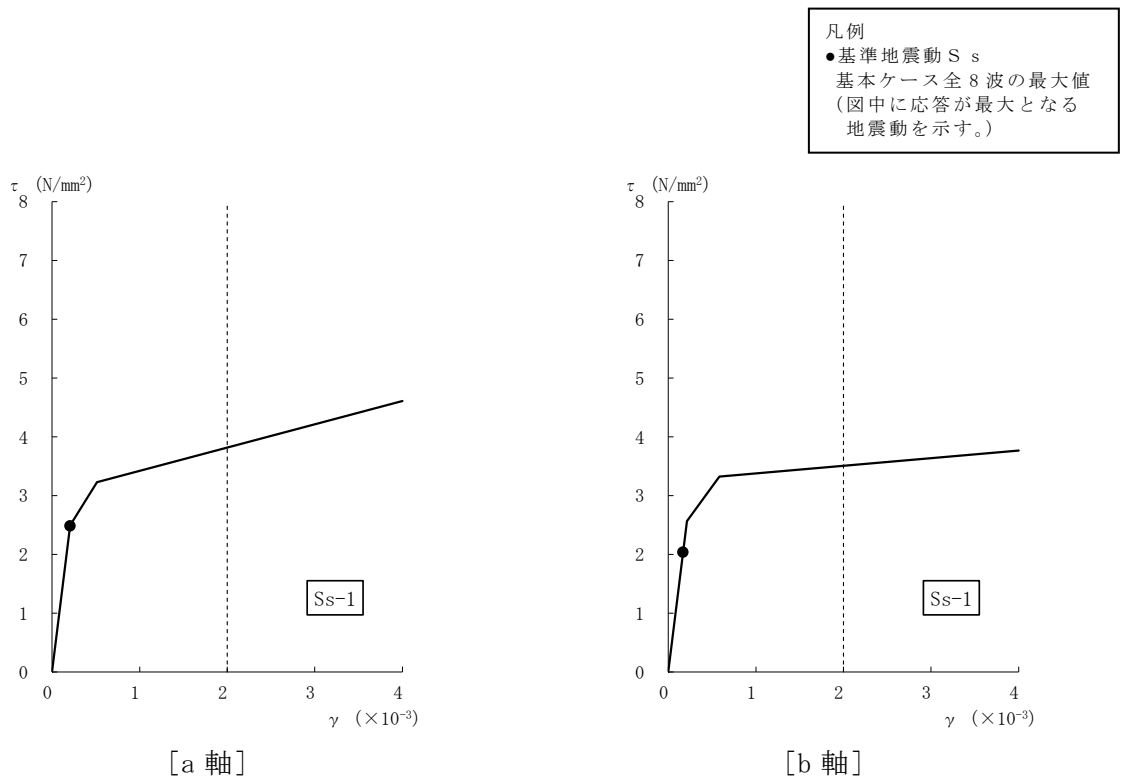 凡例
●基準地震動Ｓｓ
基本ケース全８波の最大値
（図中に応答が最大となる
地震動を示す。）
τ (N/mm²)
8
7
6
5
4
3
2
1
0
0 1 2 3 4
γ (×10⁻³)
Ss-1
[a 軸]
τ (N/mm²)
8
7
6
5
4
3
2
1
0
0 1 2 3 4
γ (×10⁻³)
Ss-1
[b 軸]